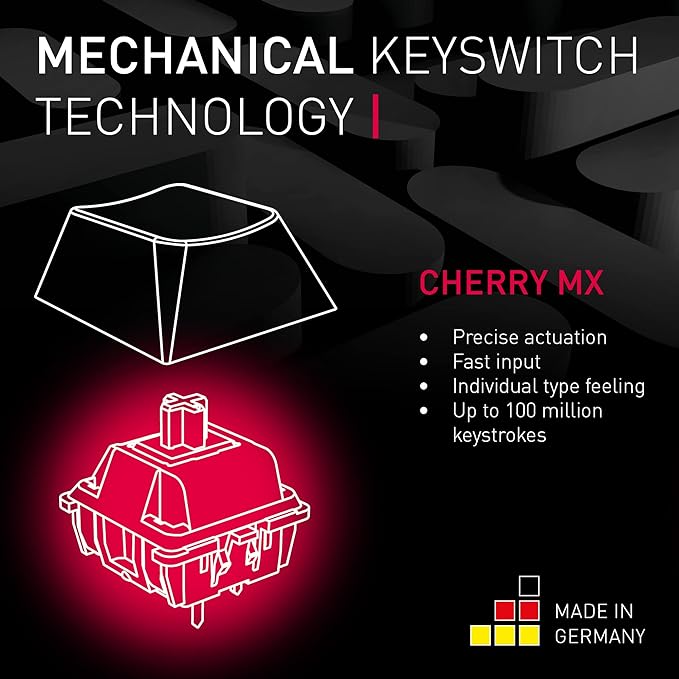 MECHANICAL KEYSWITCH
TECHNOLOGY |
CHERRY MX
• Precise actuation
• Fast input
• Individual type feeling
• Up to 100 million
keystrokes
MADE IN
GERMANY